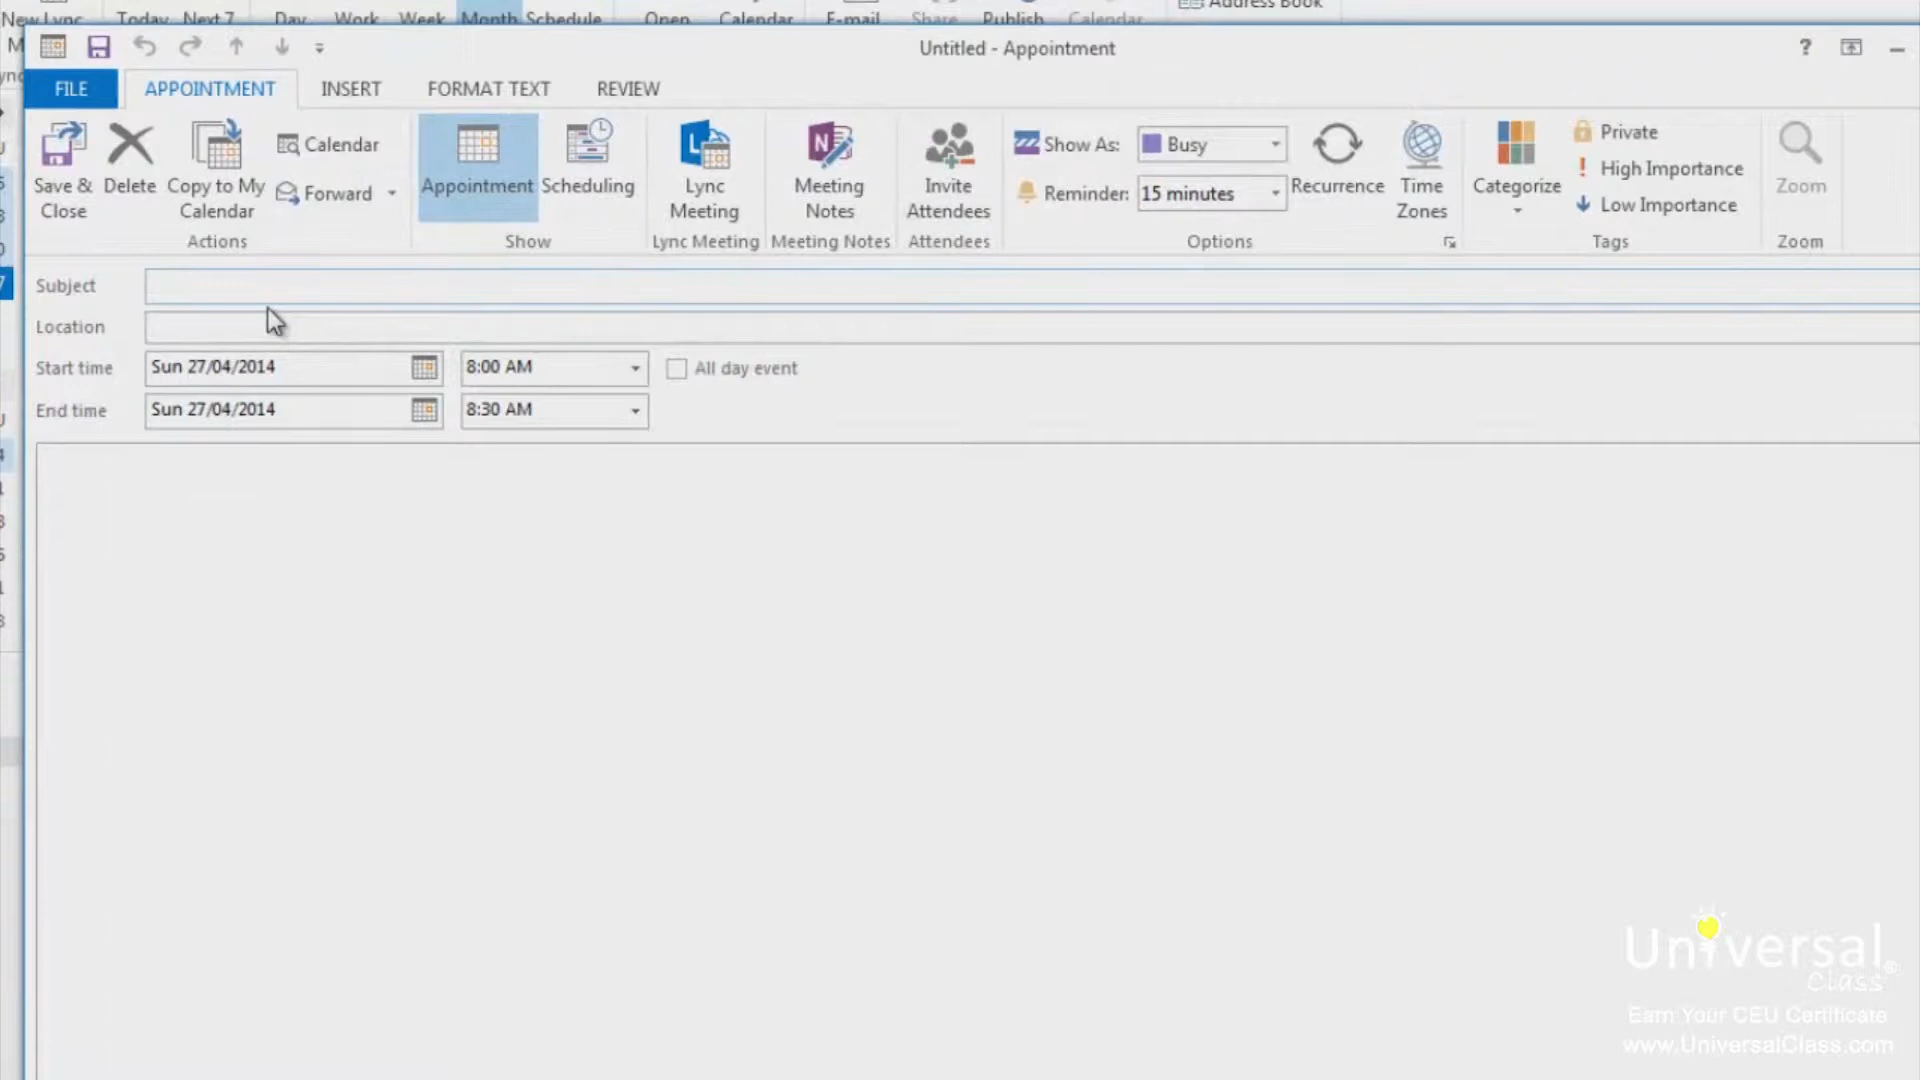 New Lync Today Next 7 Day Work Week Month Schedule Open Calendar E-mail Share Publish Calendar Address Book
Untitled - Appointment
?
FILE APPOINTMENT INSERT FORMAT TEXT REVIEW
Save & Close
Delete
Copy to My Calendar
Calendar
Forward
Actions
Appointment
Scheduling
Show
Lync Meeting
Lync Meeting
Meeting Notes
Meeting Notes
Invite Attendees
Attendees
Show As: Busy
Reminder: 15 minutes
Recurrence
Time Zones
Options
Categorize
Private
High Importance
Low Importance
Tags
Zoom
Zoom
Subject
Location
Start time Sun 27/04/2014 8:00 AM All day event
End time Sun 27/04/2014 8:30 AM
Universal
Class®
Earn Your CEU Certificate
www.UniversalClass.com